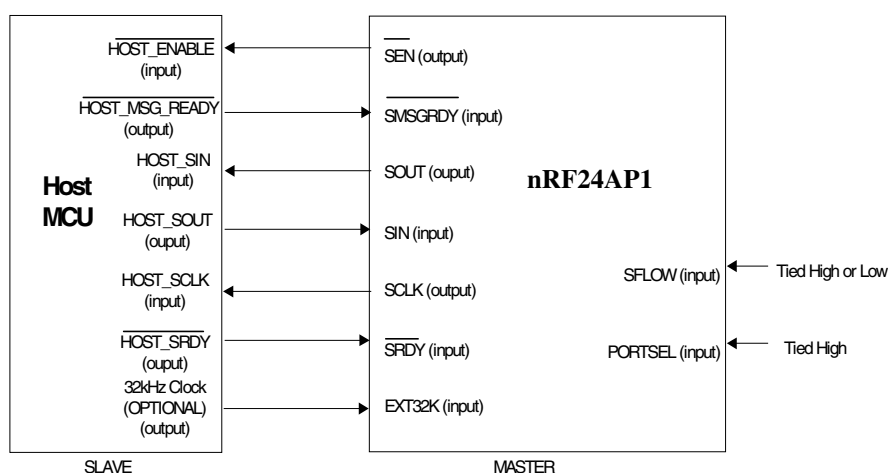 HOST_ENABLE
(input)
SEN (output)
HOST_MSG_READY
(output)
SMSGRDY (input)
HOST_SIN
(input)
SOUT (ouput)
Host
MCU
nRF24AP1
HOST_SOUT
(ouput)
SIN (input)
HOST_SCLK
(input)
SCLK (output)
SFLOW (input)
Tied High or Low
HOST_SRDY
(ouput)
SRDY (input)
PORTSEL (input)
Tied High
32kHz Clock
(OPTIONAL)
(output)
EXT32K (input)
SLAVE
MASTER